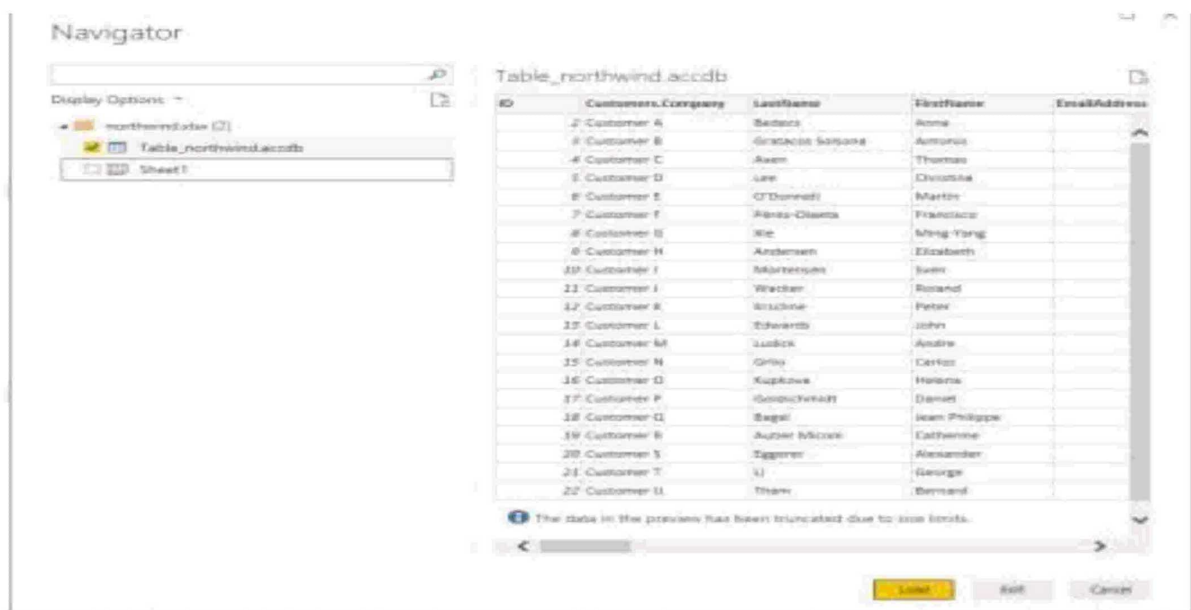 Navigator
Display Options
northwind.xlsx [2]
Table_northwind.accdb
Sheet1
Table_northwind.accdb
ID Customers.Company LastName FirstName EmailAddress
2 Customer A Bedecs Anna
3 Customer B Gratacos Solsona Antonio
4 Customer C Axen Thomas
5 Customer D Lee Christina
6 Customer E O'Donnell Martin
7 Customer F Pérez-Olaeta Francisco
8 Customer G Xie Ming-Yang
9 Customer H Andersen Elizabeth
10 Customer I Mortensen Sven
11 Customer J Wacker Roland
12 Customer K Krschne Peter
13 Customer L Edwards John
14 Customer M Ludick Andre
15 Customer N Grilo Carlos
16 Customer O Kupkova Helena
17 Customer P Goldschmidt Daniel
18 Customer Q Bagel Jean Philippe
19 Customer R Autier Miconi Catherine
20 Customer S Eggerer Alexander
21 Customer T Li George
22 Customer U Tham Bernard
The data in the preview has been truncated due to size limits.
Load Edit Cancel